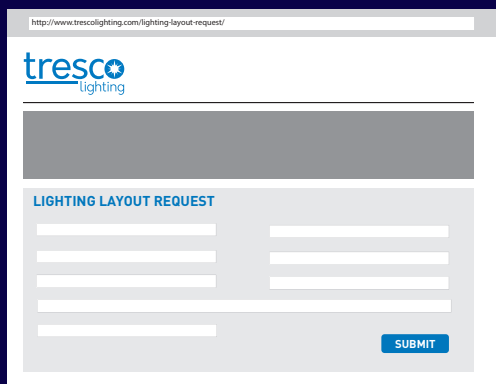 http://www.trescolighting.com/lighting-layout-request/
tresco
lighting
LIGHTING LAYOUT REQUEST
SUBMIT